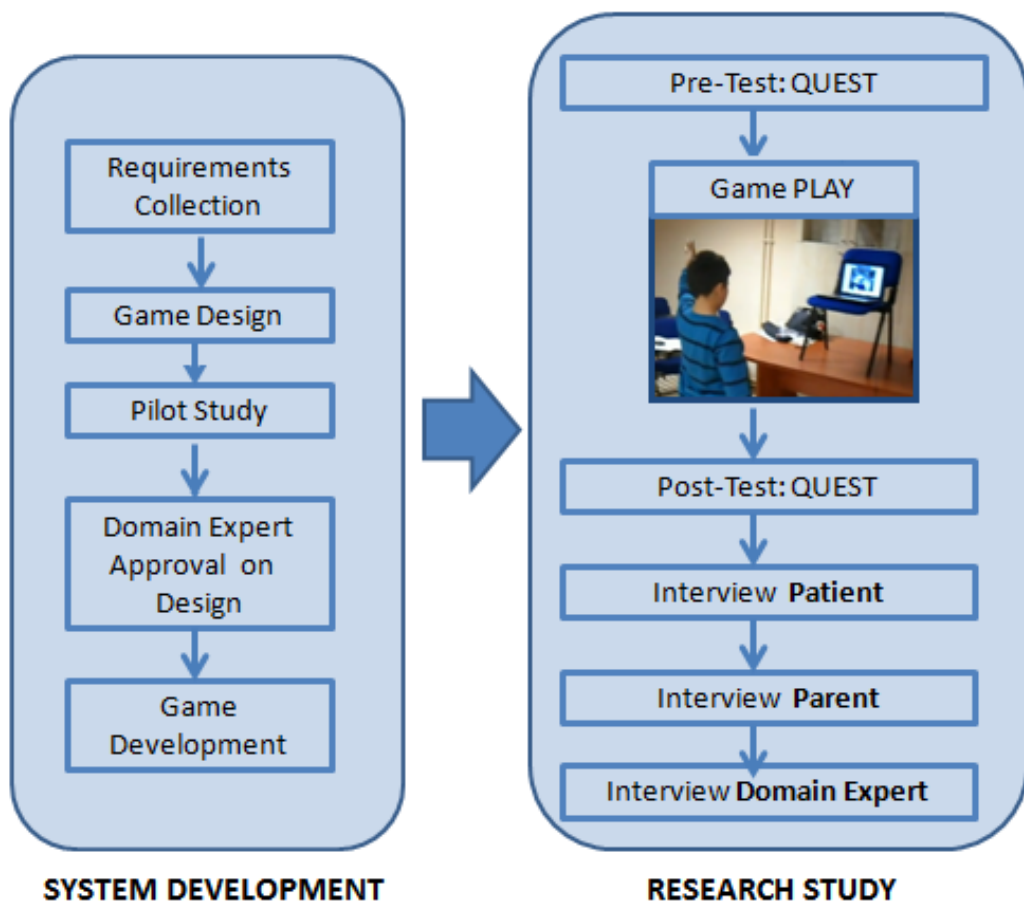 Requirements
Collection
Game Design
Pilot Study
Domain Expert
Approval on
Design
Game
Development
SYSTEM DEVELOPMENT
Pre-Test: QUEST
Game PLAY
Post-Test: QUEST
Interview Patient
Interview Parent
Interview Domain Expert
RESEARCH STUDY